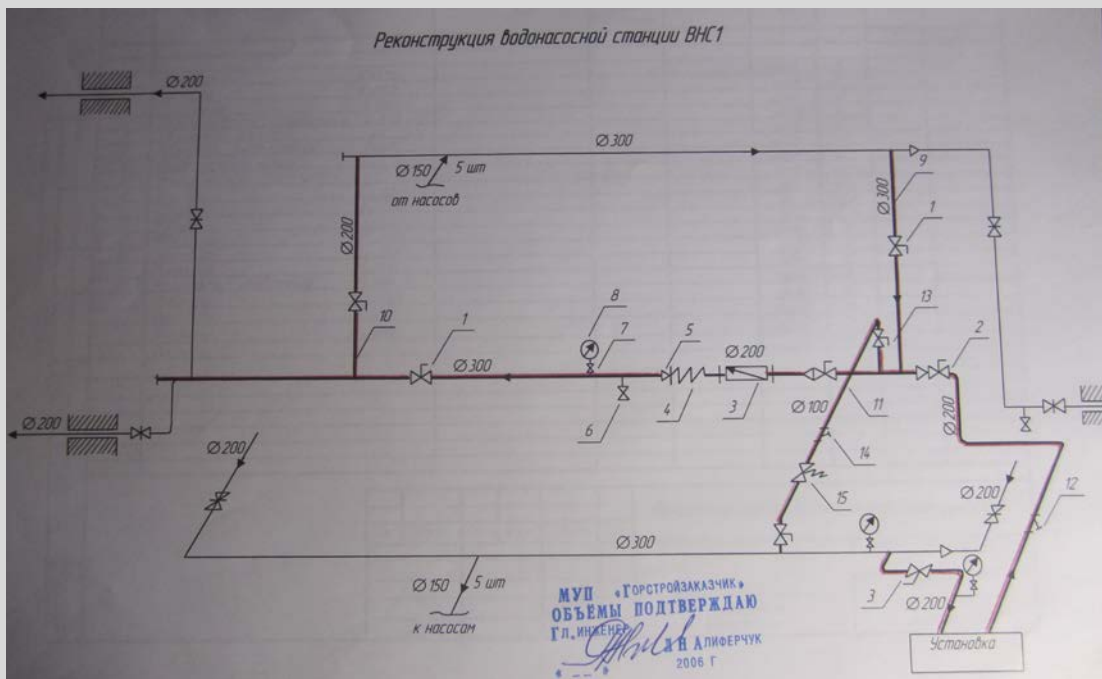 Реконструкция водонасосной станции ВНС1
Ø200
Ø300
Ø150
5 шт
от насосов
9
Ø300
1
Ø200
8
13
10
1
7
5
Ø200
2
Ø300
6
4
3
Ø100
11
Ø200
Ø200
Ø200
14
15
Ø200
12
Ø300
Ø150
5 шт
3
Ø200
к насосам
МУП «ГОРСТРОЙЗАКАЗЧИК»
ОБЪЕМЫ ПОДТВЕРЖДАЮ
ГЛ. ИНЖЕНЕР
АЛИФЕРЧУК
2006 Г
Установка